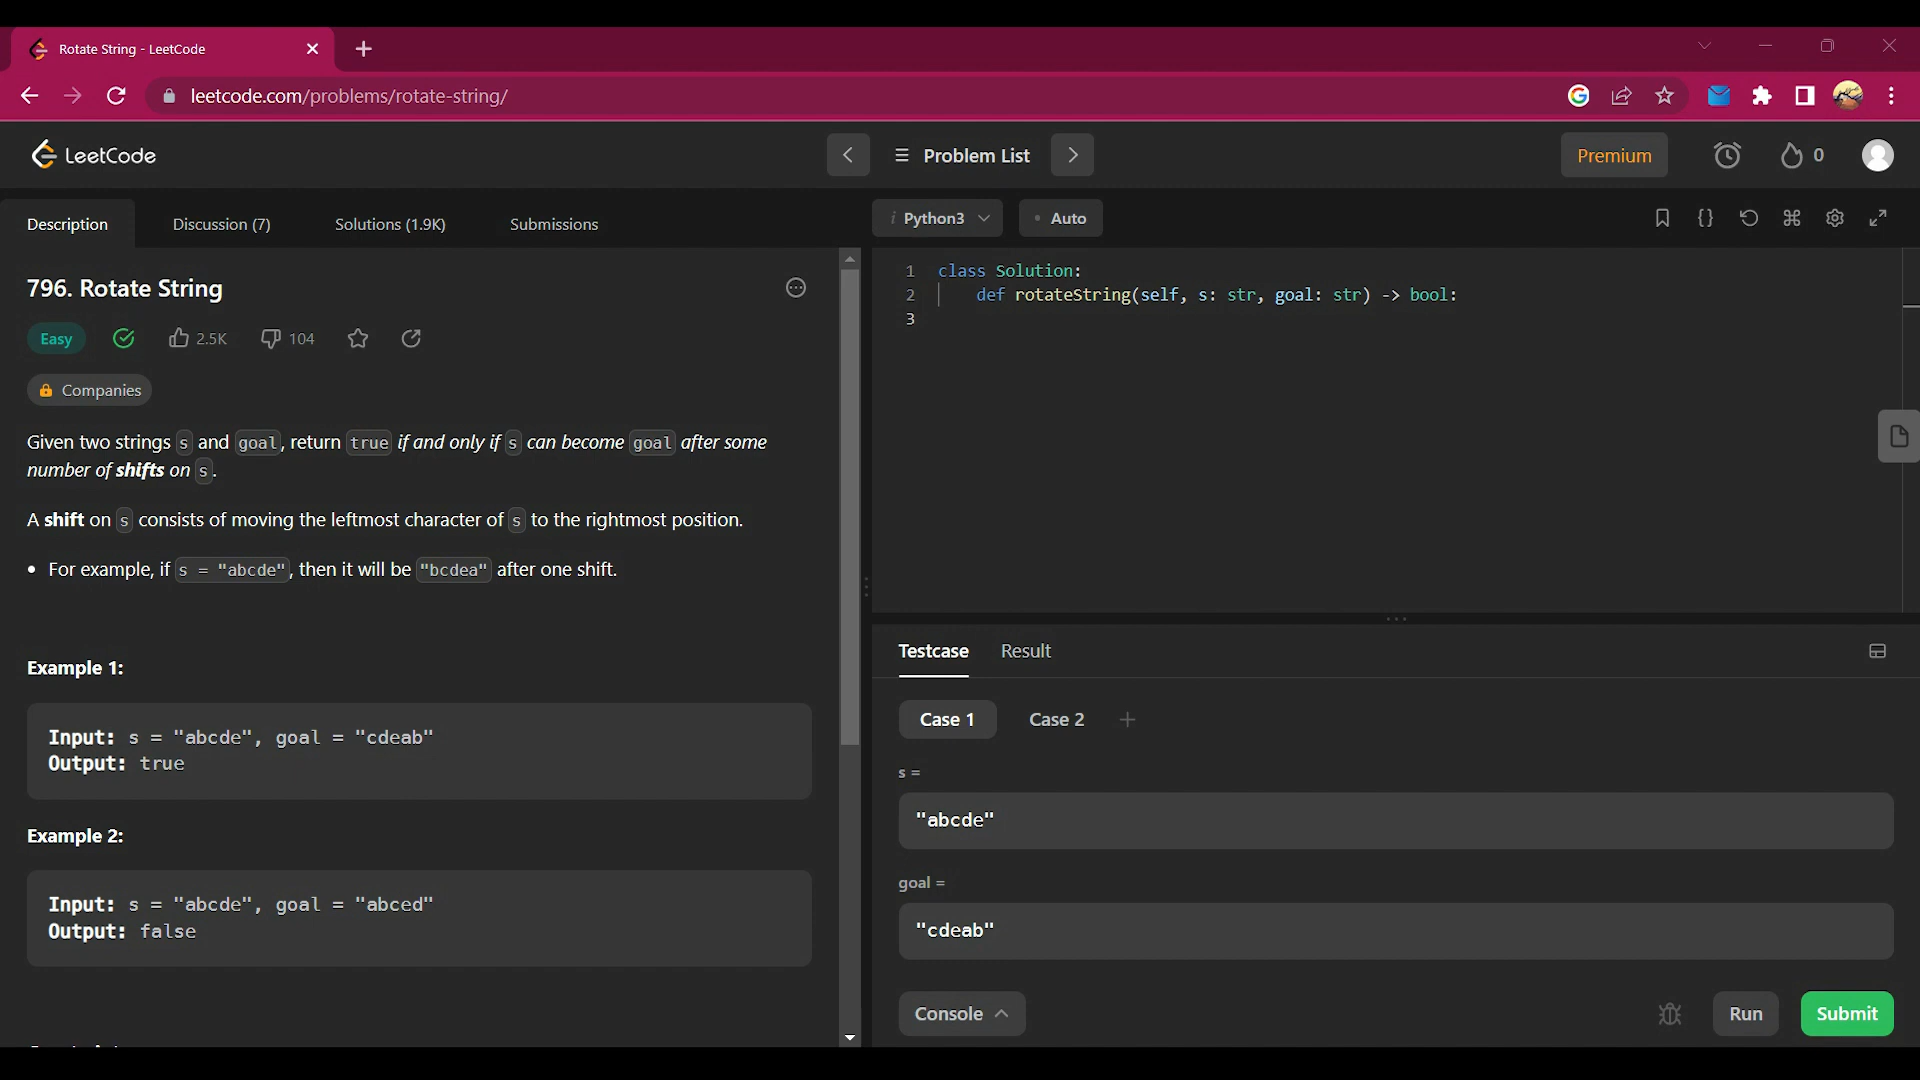 Rotate String - LeetCode
leetcode.com/problems/rotate-string/
LeetCode
Problem List
Premium
0
Description
Discussion (7)
Solutions (1.9K)
Submissions
796. Rotate String
Easy
2.5K
104
Companies
Given two strings s and goal, return true if and only if s can become goal after some
number of shifts on s.
A shift on s consists of moving the leftmost character of s to the rightmost position.
• For example, if s = "abcde", then it will be "bcdea" after one shift.
Example 1:
Input: s = "abcde", goal = "cdeab"
Output: true
Example 2:
Input: s = "abcde", goal = "abced"
Output: false
i Python3
• Auto
{}
1 class Solution:
2 def rotateString(self, s: str, goal: str) -> bool:
3
Testcase
Result
Case 1
Case 2
+
s =
"abcde"
goal =
"cdeab"
Console
Run
Submit